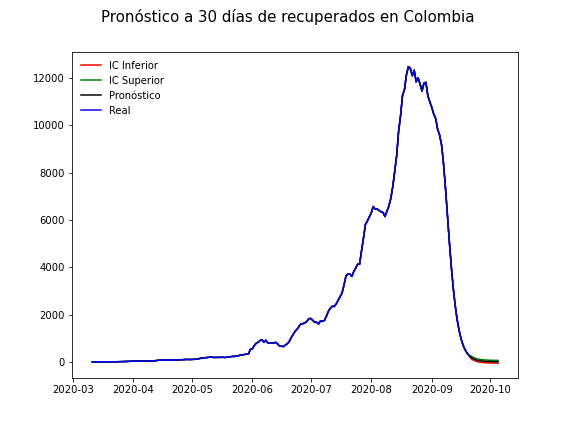 Pronóstico a 30 días de recuperados en Colombia
IC Inferior
IC Superior
Pronóstico
Real
12000
10000
8000
6000
4000
2000
0
2020-03 2020-04 2020-05 2020-06 2020-07 2020-08 2020-09 2020-10